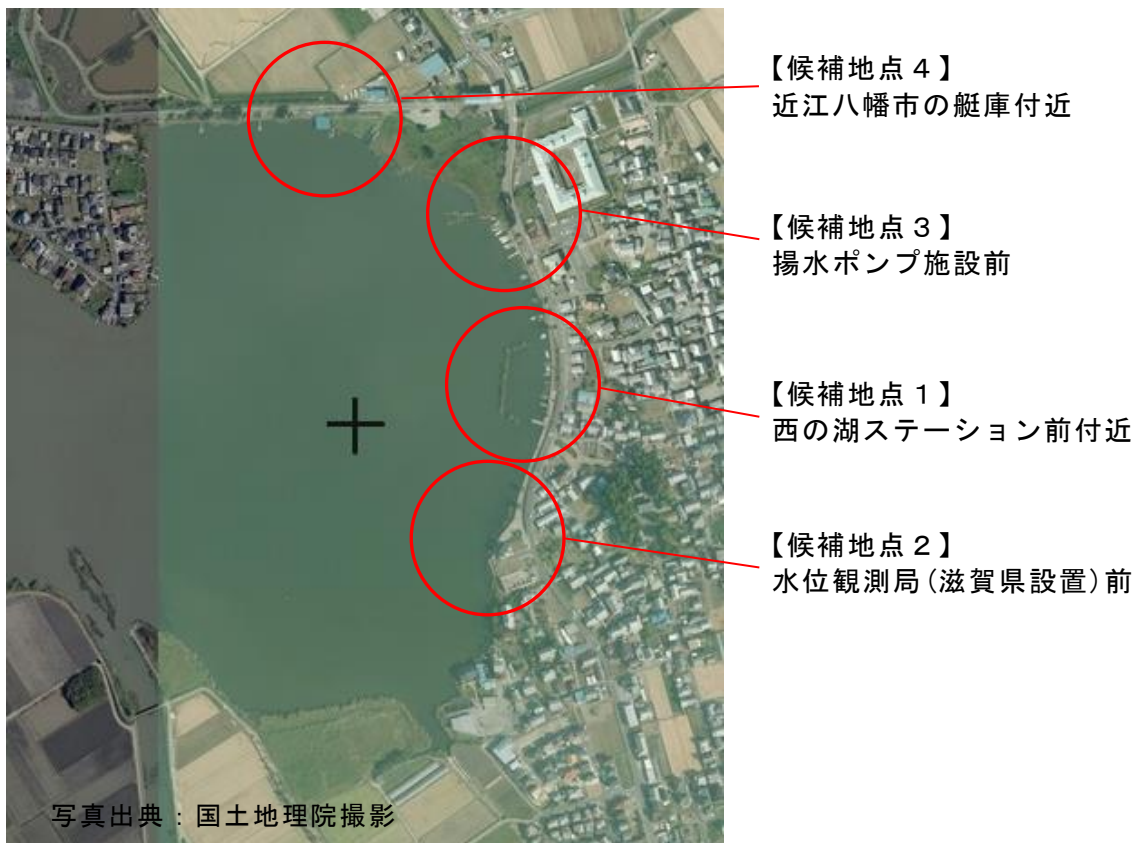 【候補地点４】
近江八幡市の艇庫付近
【候補地点３】
揚水ポンプ施設前
【候補地点１】
西の湖ステーション前付近
【候補地点２】
水位観測局(滋賀県設置)前
写真出典：国土地理院撮影